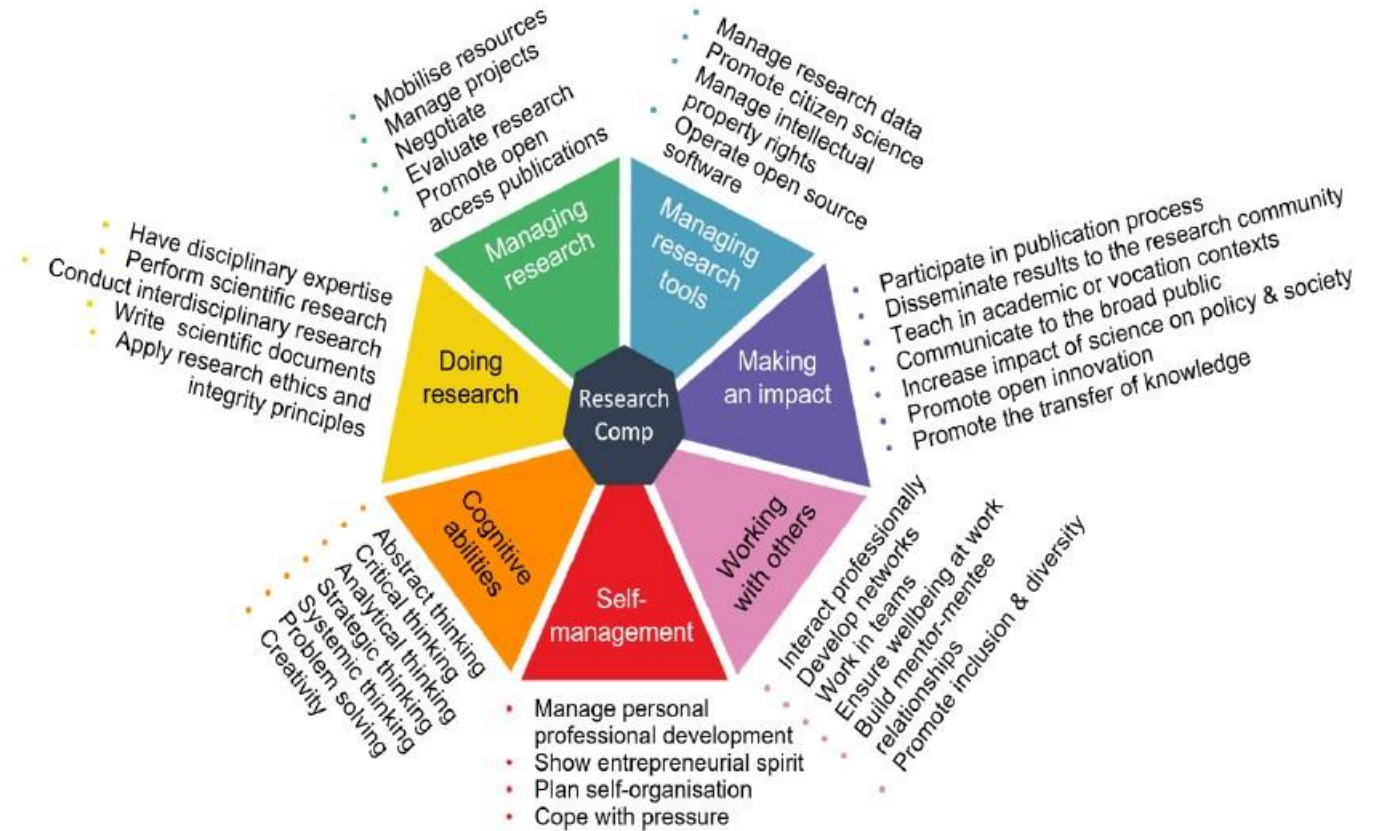 Mobilise resources
Manage projects
Negotiate
Evaluate research
Promote open
access publications
Manage research data
Promote citizen science
Manage intellectual
property rights
Operate open source
software
Have disciplinary expertise
Perform scientific research
Conduct interdisciplinary research
Write scientific documents
Apply research ethics and
integrity principles
Managing
research
Managing
research
tools
Participate in publication process
Disseminate results to the research community
Teach in academic or vocation contexts
Communicate to the broad public
Increase impact of science on policy & society
Promote open innovation
Promote the transfer of knowledge
Doing
research
Research
Comp
Making
an impact
Cognitive
abilities
Self-
management
Working
with others
Abstract thinking
Critical thinking
Analytical thinking
Strategic thinking
Systemic thinking
Problem solving
Creativity
• Manage personal
professional development
• Show entrepreneurial spirit
• Plan self-organisation
• Cope with pressure
Interact professionally
Develop networks
Work in teams
Ensure wellbeing at work
Build mentor-mentee
relationships
Promote inclusion & diversity